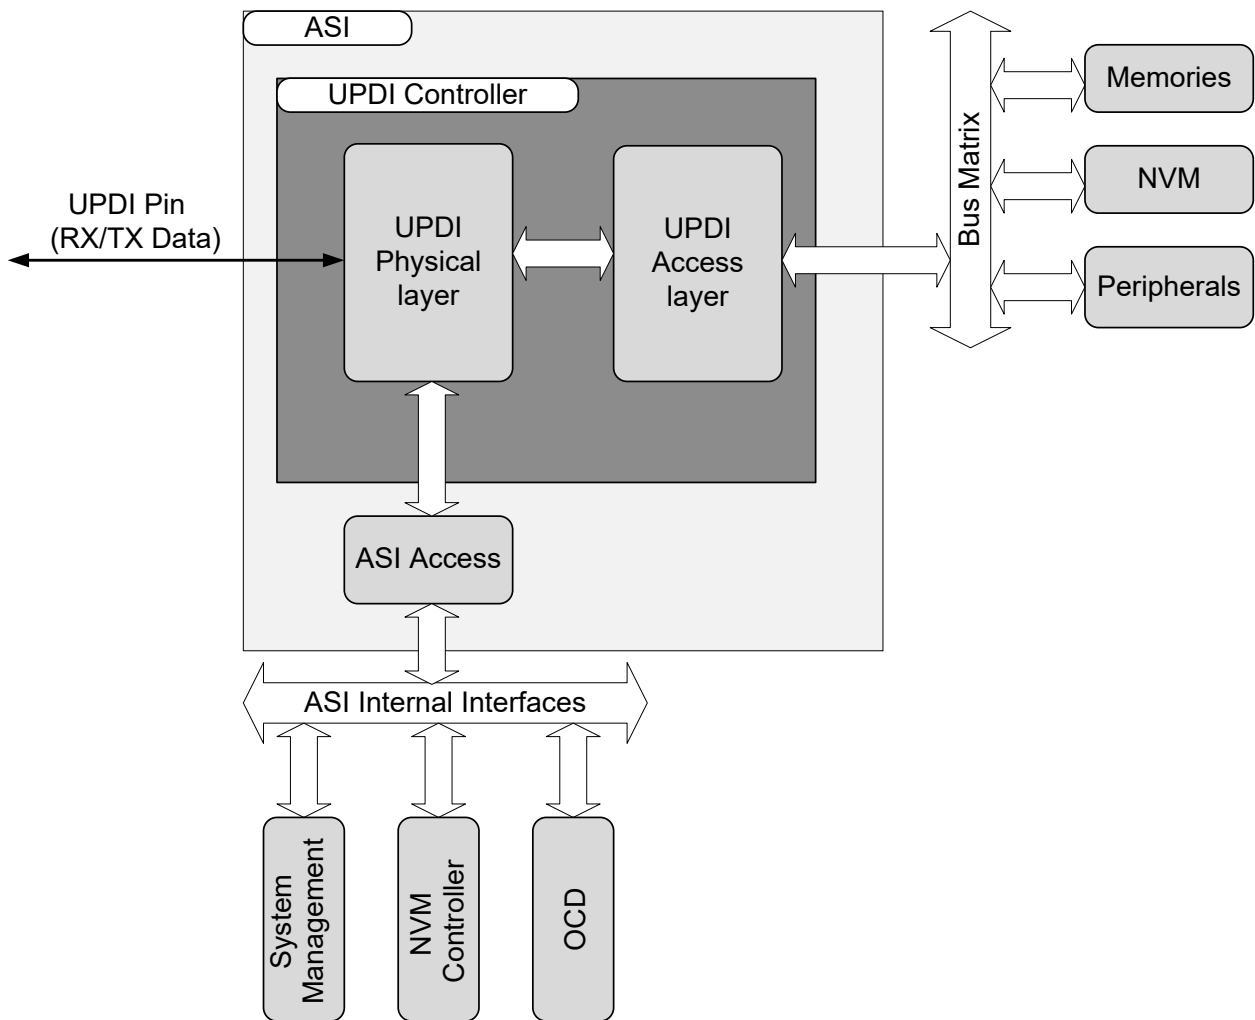 ASI
UPDI Controller
UPDI Pin
(RX/TX Data)
UPDI
Physical
layer
UPDI
Access
layer
Bus Matrix
Memories
NVM
Peripherals
ASI Access
ASI Internal Interfaces
System
Management
NVM
Controller
OCD